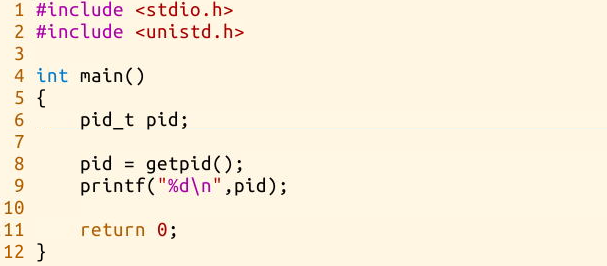 1 #include <stdio.h>
2 #include <unistd.h>
3
4 int main()
5 {
6     pid_t pid;
7
8     pid = getpid();
9     printf("%d\n",pid);
10
11     return 0;
12 }